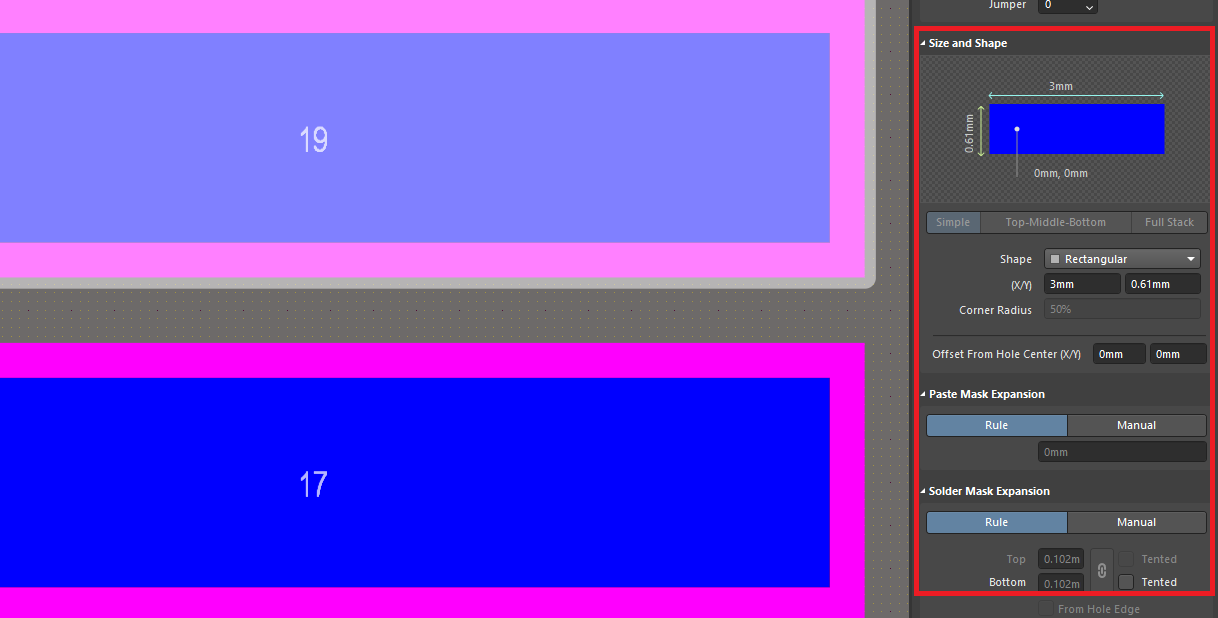 Jumper 0
Size and Shape
3mm
0.61mm
0mm, 0mm
Simple Top-Middle-Bottom Full Stack
Shape Rectangular
(X/Y) 3mm 0.61mm
Corner Radius 50%
Offset From Hole Center (X/Y) 0mm 0mm
Paste Mask Expansion
Rule Manual
0mm
Solder Mask Expansion
Rule Manual
Top 0.102m Tented
Bottom 0.102m Tented
From Hole Edge
19
17